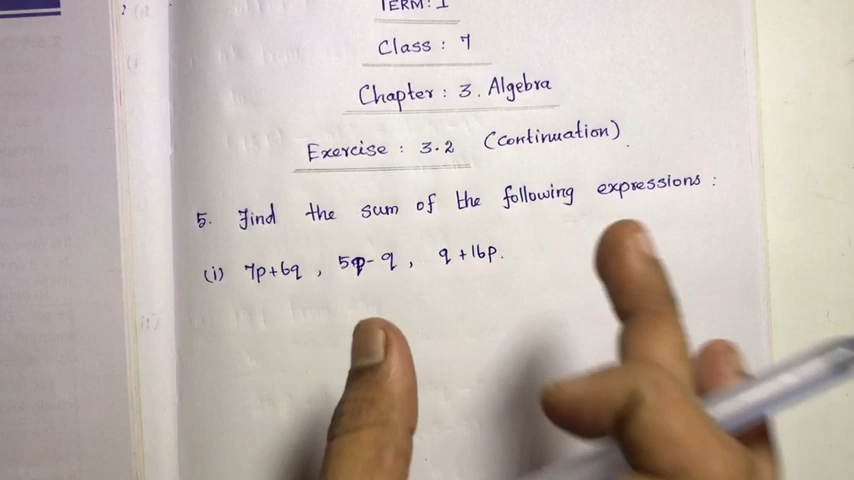 TERM: I
Class : 7
Chapter : 3. Algebra
Exercise : 3.2 (continuation).
5. Find the sum of the following expressions :
(i) 7p+6q , 5p-q , q+16p.